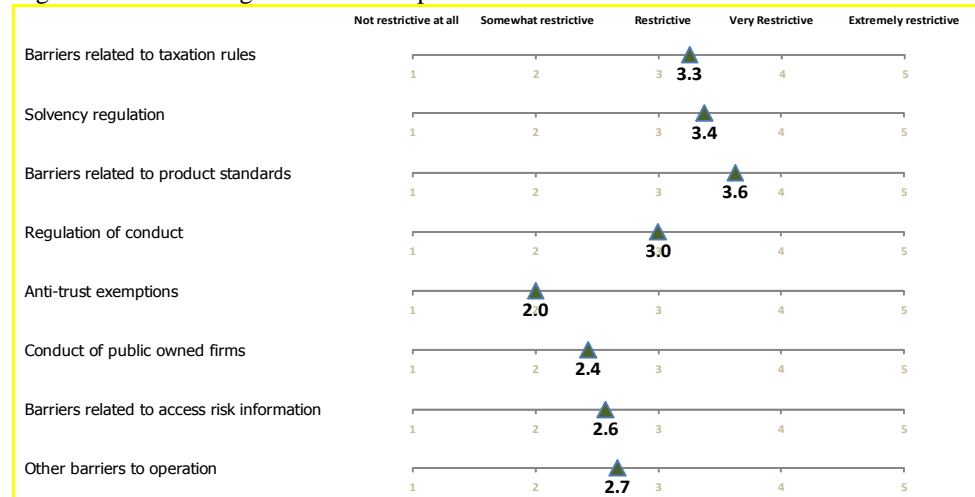 Not restrictive at all Somewhat restrictive Restrictive Very Restrictive Extremely restrictive
Barriers related to taxation rules
1 2 3 4 5
3.3
Solvency regulation
1 2 3 4 5
3.4
Barriers related to product standards
1 2 3 4 5
3.6
Regulation of conduct
1 2 4 5
3.0
Anti-trust exemptions
1 3 4 5
2.0
Conduct of public owned firms
1 2 3 4 5
2.4
Barriers related to access risk information
1 2 3 4 5
2.6
Other barriers to operation
1 2 3 4 5
2.7